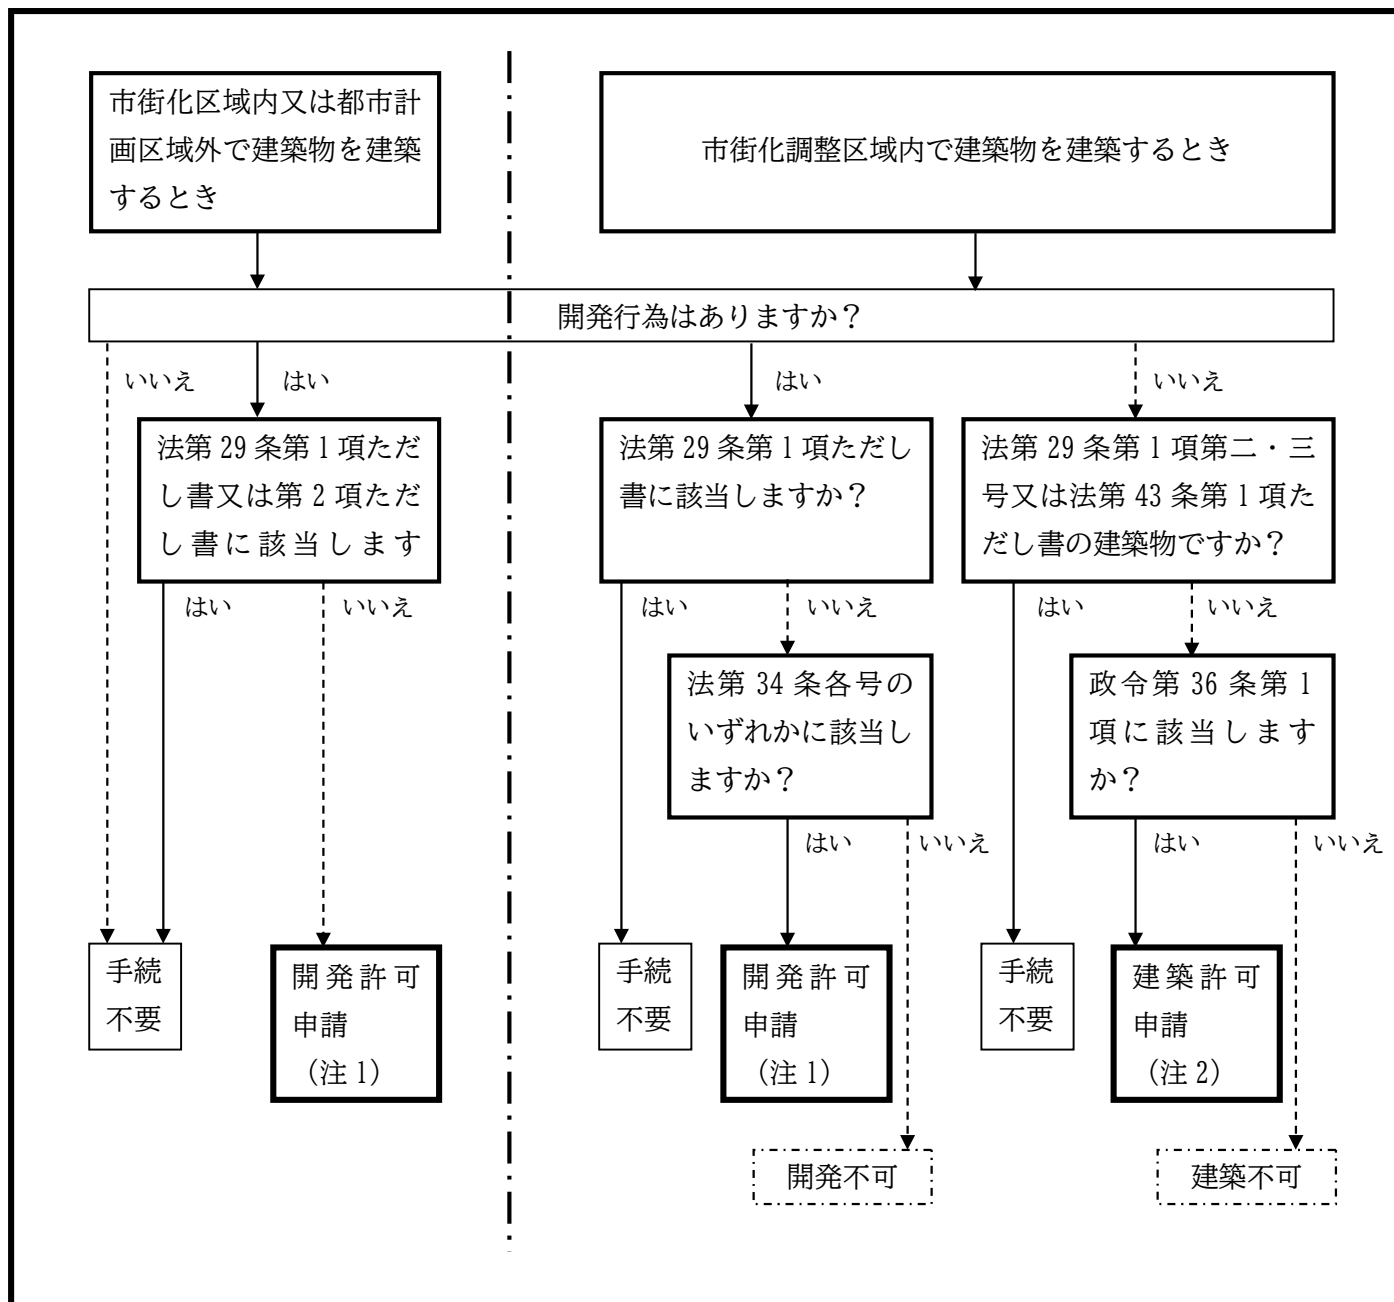 市街化区域内又は都市計
画区域外で建築物を建築
するとき
市街化調整区域内で建築物を建築するとき
開発行為はありますか？
いいえ
はい
はい
いいえ
法第 29 条第 1 項ただ
し書又は第 2 項ただ
し書に該当します
法第 29 条第 1 項ただし
書に該当しますか？
法第 29 条第 1 項第二・三
号又は法第 43 条第 1 項た
だし書の建築物ですか？
はい
いいえ
はい
いいえ
はい
いいえ
法第 34 条各号の
いずれかに該当し
ますか？
政令第 36 条第 1
項に該当します
か？
はい
いいえ
はい
いいえ
手続
不要
開発許可
申請
（注 1）
手続
不要
開発許可
申請
（注 1）
手続
不要
建築許可
申請
（注 2）
開発不可
建築不可